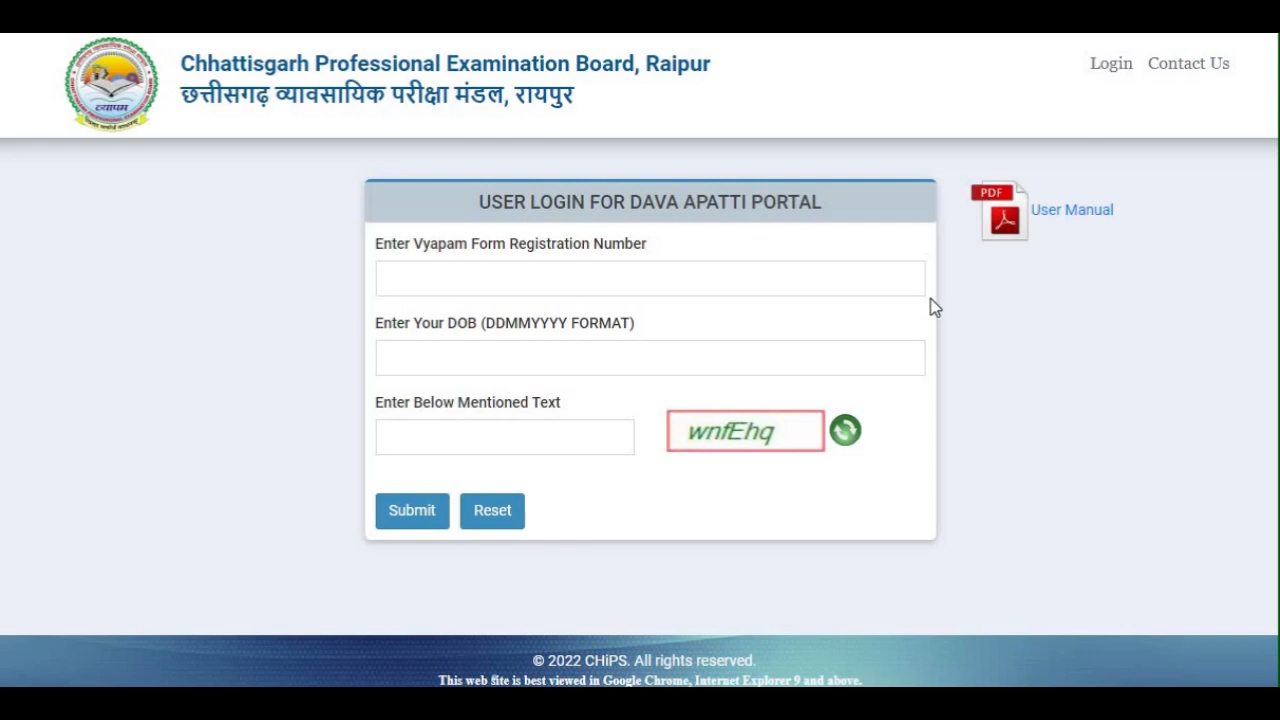 Chhattisgarh Professional Examination Board, Raipur
छत्तीसगढ़ व्यावसायिक परीक्षा मंडल, रायपुर
व्यापम
Login Contact Us
USER LOGIN FOR DAVA APATTI PORTAL
PDF
User Manual
Enter Vyapam Form Registration Number
Enter Your DOB (DDMMYYYY FORMAT)
Enter Below Mentioned Text
wnfEhq
Submit Reset
© 2022 CHiPS. All rights reserved.
This web site is best viewed in Google Chrome, Internet Explorer 9 and above.